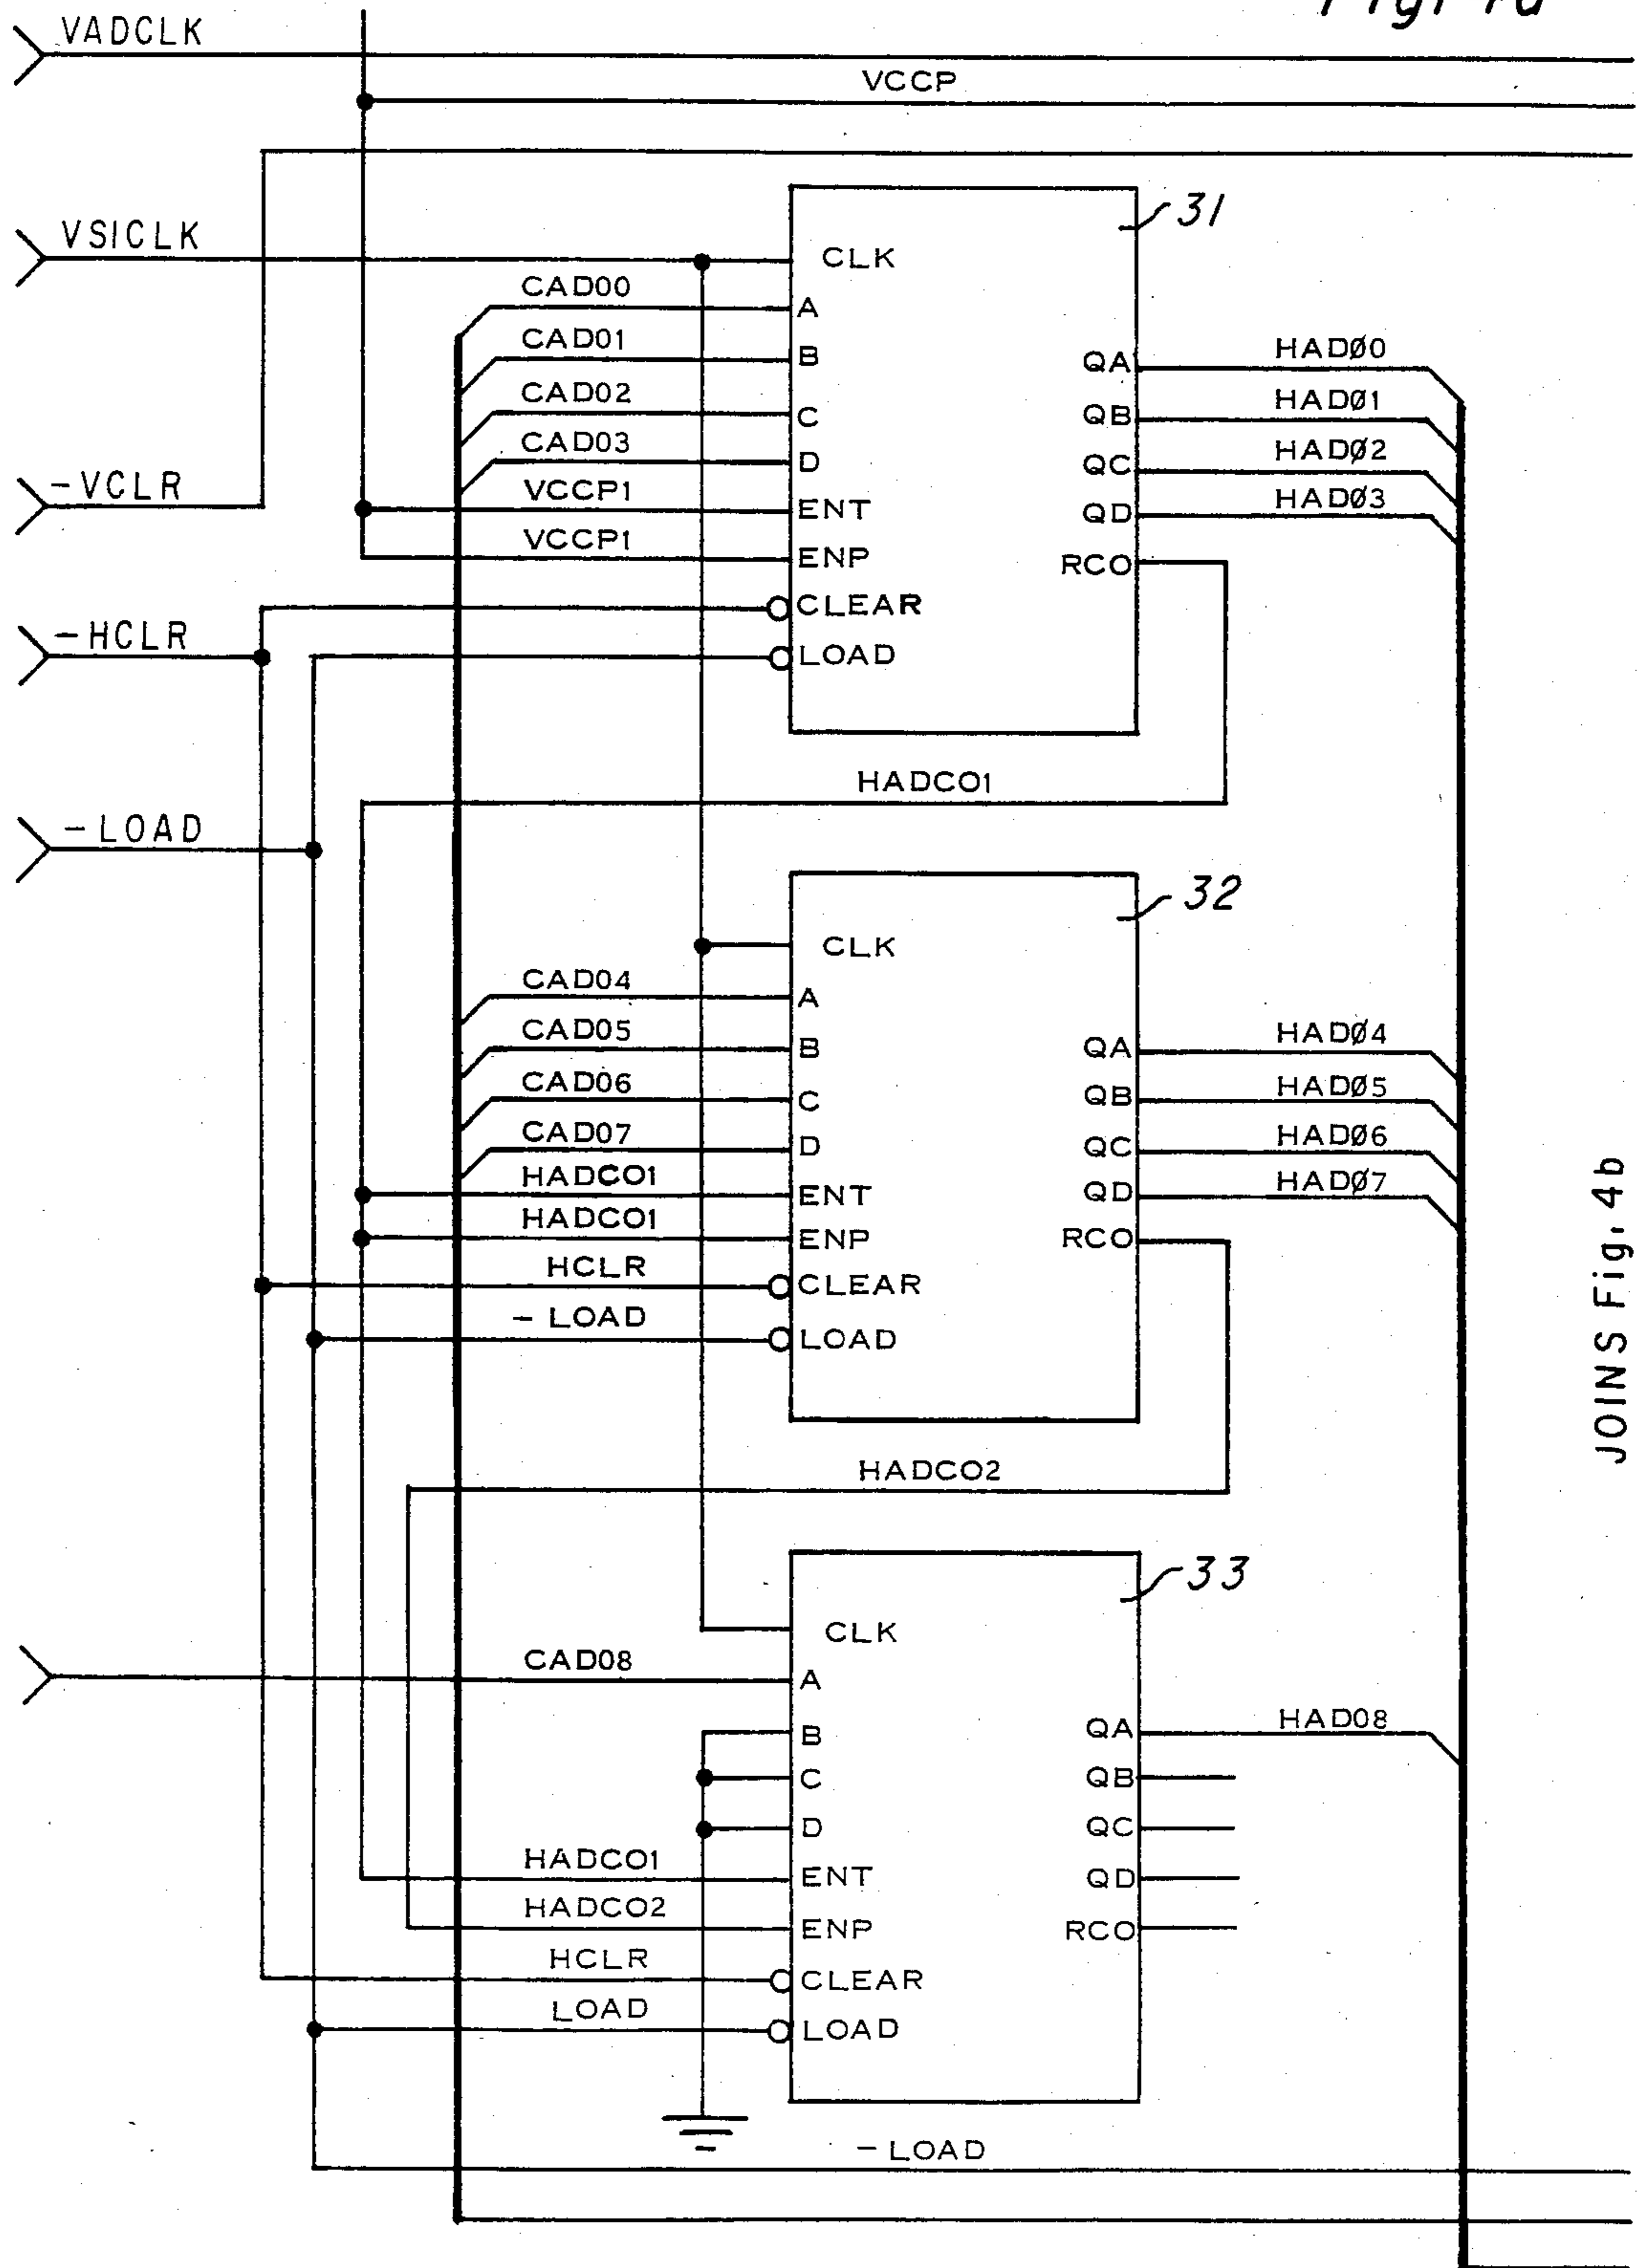 Fig. 4a
VADCLK
VCCP
31
VSICLK
CLK
CAD00
A
CAD01
B
QA
HADØ0
CAD02
C
QB
HADØ1
CAD03
D
QC
HADØ2
-VCLR
VCCP1
ENT
QD
HADØ3
VCCP1
ENP
RCO
CLEAR
-HCLR
LOAD
HADCO1
-LOAD
32
CLK
CAD04
A
CAD05
B
QA
HADØ4
CAD06
C
QB
HADØ5
CAD07
D
QC
HADØ6
HADCO1
ENT
QD
HADØ7
HADCO1
ENP
RCO
HCLR
CLEAR
- LOAD
LOAD
JOINS Fig. 4b
HADCO2
33
CLK
CAD08
A
B
QA
HAD08
C
QB
D
QC
HADCO1
ENT
QD
HADCO2
ENP
RCO
HCLR
CLEAR
LOAD
LOAD
- LOAD